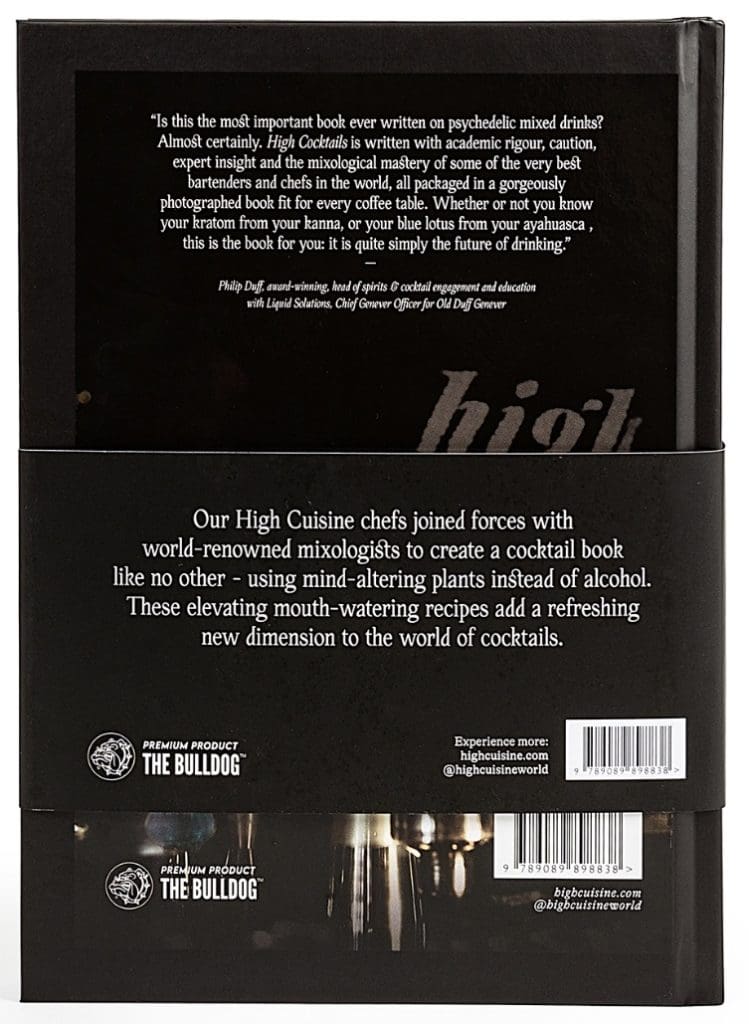 “Is this the most important book ever written on psychedelic mixed drinks?
Almost certainly. High Cocktails is written with academic rigour, caution,
expert insight and the mixological mastery of some of the very best
bartenders and chefs in the world, all packaged in a gorgeously
photographed book fit for every coffee table. Whether or not you know
your kratom from your kanna, or your blue lotus from your ayahuasca ,
this is the book for you: it is quite simply the future of drinking.”
—
Philip Duff, award-winning, head of spirits & cocktail engagement and education
with Liquid Solutions, Chief Genever Officer for Old Duff Genever
high
Our High Cuisine chefs joined forces with
world-renowned mixologists to create a cocktail book
like no other - using mind-altering plants instead of alcohol.
These elevating mouth-watering recipes add a refreshing
new dimension to the world of cocktails.
PREMIUM PRODUCT
THE BULLDOG™
Experience more:
highcuisine.com
@highcuisineworld
9 789089 898838 >
PREMIUM PRODUCT
THE BULLDOG™
9 789089 898838 >
highcuisine.com
@highcuisineworld